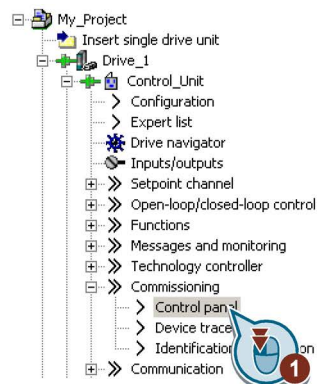 My_Project
Insert single drive unit
Drive_1
Control_Unit
Configuration
Expert list
Drive navigator
Inputs/outputs
Setpoint channel
Open-loop/closed-loop control
Functions
Messages and monitoring
Technology controller
Commissioning
Control panel
Device trace
Identification on
Communication
1